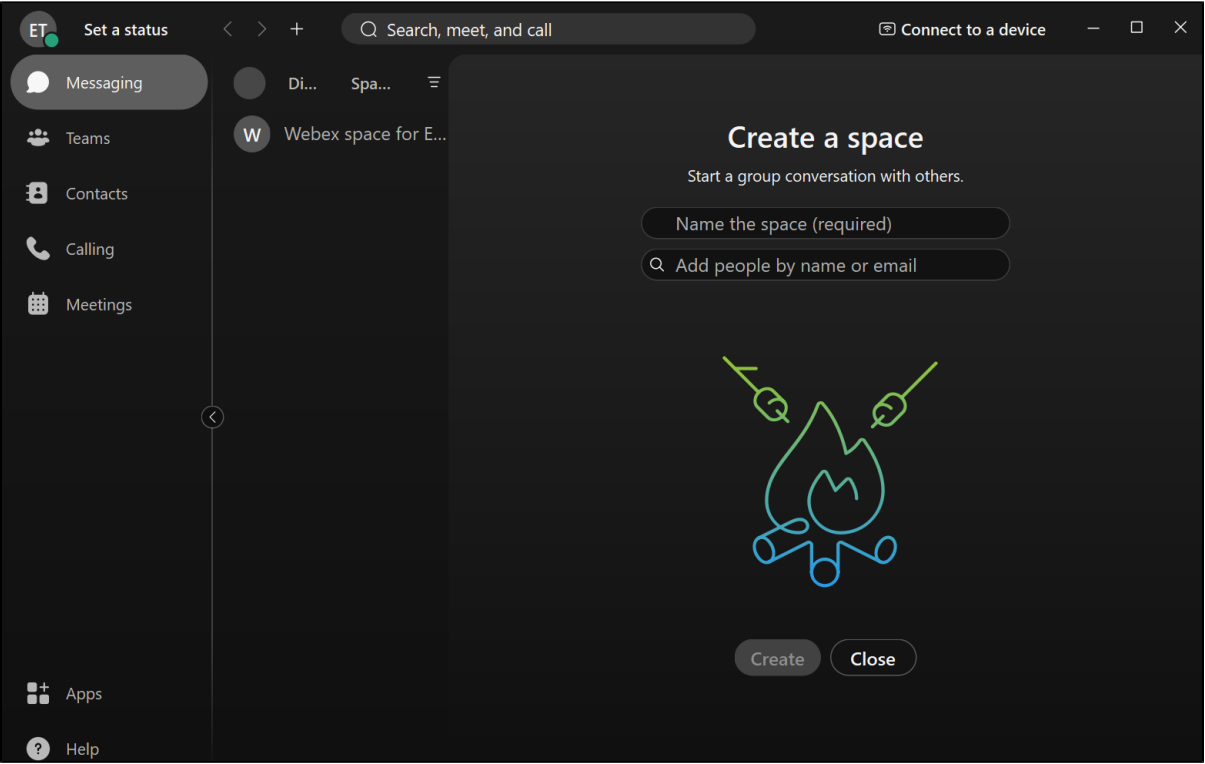 ET Set a status Search, meet, and call Connect to a device
Messaging
Teams
Contacts
Calling
Meetings
Apps
Help
Di... Spa...
W Webex space for E...
Create a space
Start a group conversation with others.
Name the space (required)
Add people by name or email
Create Close